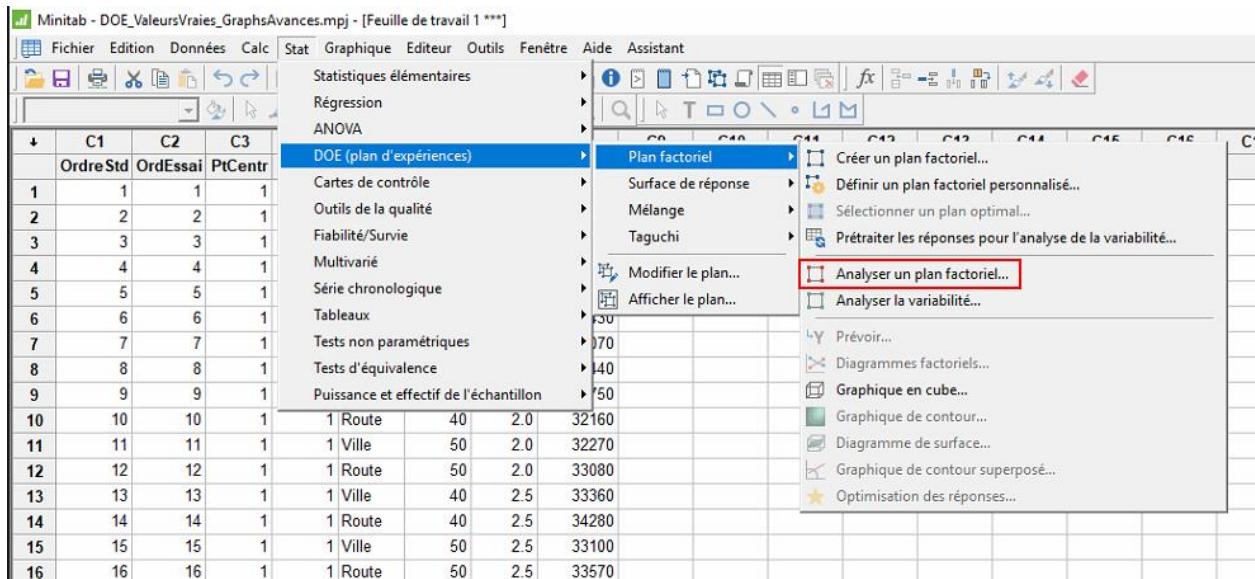 Minitab - DOE_ValeursVraies_GraphsAvances.mpj - [Feuille de travail 1 ***]
Fichier Edition Données Calc Stat Graphique Editeur Outils Fenêtre Aide Assistant
Statistiques élémentaires
Régression
ANOVA
DOE (plan d'expériences)
Cartes de contrôle
Outils de la qualité
Fiabilité/Survie
Multivarié
Série chronologique
Tableaux
Tests non paramétriques
Tests d'équivalence
Puissance et effectif de l'échantillon
Plan factoriel
Surface de réponse
Mélange
Taguchi
Modifier le plan...
Afficher le plan...
Créer un plan factoriel...
Définir un plan factoriel personnalisé...
Sélectionner un plan optimal...
Prétraiter les réponses pour l'analyse de la variabilité...
Analyser un plan factoriel...
Analyser la variabilité...
Prévoir...
Diagrammes factoriels...
Graphique en cube...
Graphique de contour...
Diagramme de surface...
Graphique de contour superposé...
Optimisation des réponses...
C1 C2 C3
OrdreStd OrdEssai PtCentr
1 1 1 1
2 2 2 1
3 3 3 1
4 4 4 1
5 5 5 1
6 6 6 1
7 7 7 1
8 8 8 1
9 9 9 1
10 10 10 1 1 Route 40 2.0 32160
11 11 11 1 1 Ville 50 2.0 32270
12 12 12 1 1 Route 50 2.0 33080
13 13 13 1 1 Ville 40 2.5 33360
14 14 14 1 1 Route 40 2.5 34280
15 15 15 1 1 Ville 50 2.5 33100
16 16 16 1 1 Route 50 2.5 33570